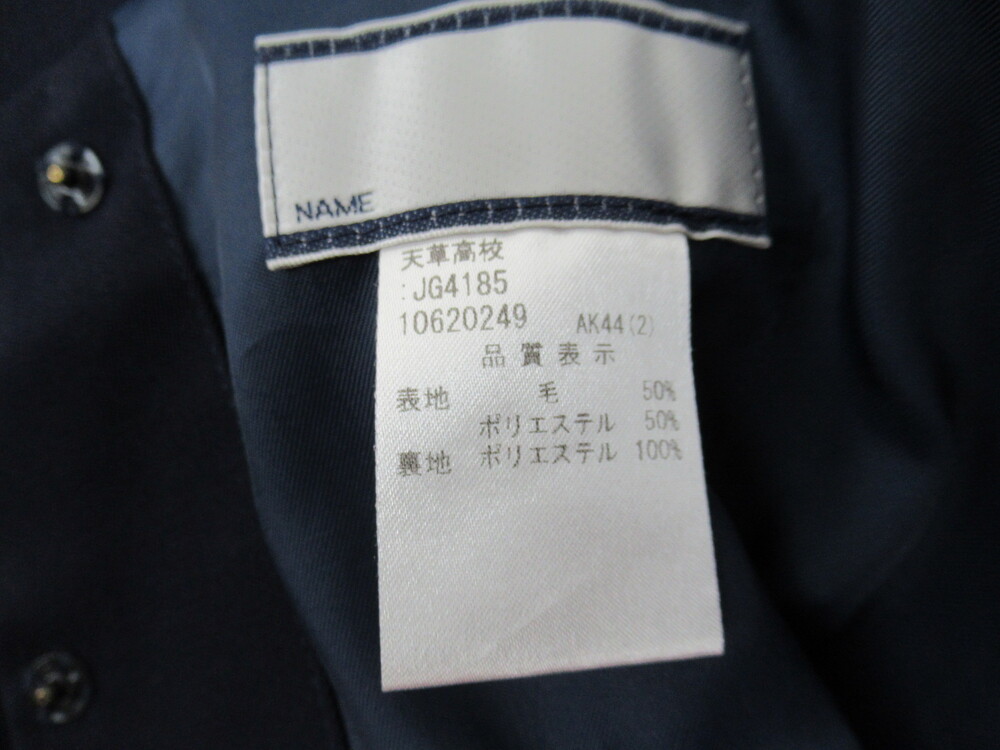 NAME
天草高校
:JG4185
10620249 AK44(2)
品質表示
表地 毛 50%
ポリエステル 50%
裏地 ポリエステル 100%